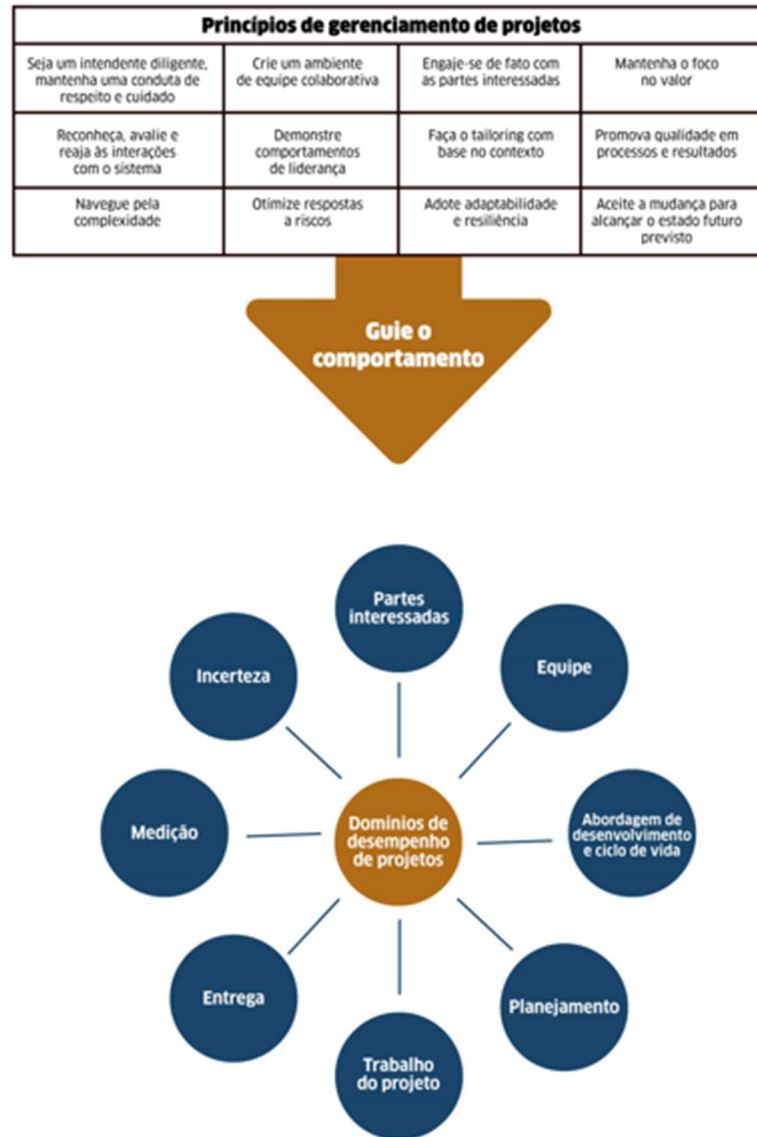 Princípios de gerenciamento de projetos
Seja um intendente diligente,
mantenha uma conduta de
respeito e cuidado
Crie um ambiente
de equipe colaborativa
Engaje-se de fato com
as partes interessadas
Mantenha o foco
no valor
Reconheça, avalie e
reaja às interações
com o sistema
Demonstre
comportamentos
de liderança
Faça o tailoring com
base no contexto
Promova qualidade em
processos e resultados
Navegue pela
complexidade
Otimize respostas
a riscos
Adote adaptabilidade
e resiliência
Aceite a mudança para
alcançar o estado futuro
previsto
Guie o
comportamento
Partes
interessadas
Incerteza
Equipe
Medição
Domínios de
desempenho
de projetos
Abordagem de
desenvolvimento
e ciclo de vida
Entrega
Planejamento
Trabalho
do projeto